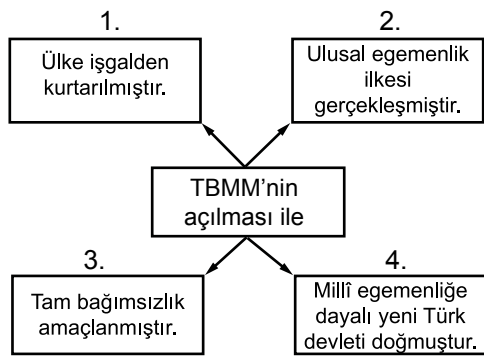 1.
Ülke işgalden
kurtarılmıştır.
2.
Ulusal egemenlik
ilkesi
gerçekleşmiştir.
TBMM'nin
açılması ile
3.
Tam bağımsızlık
amaçlanmıştır.
4.
Millî egemenliğe
dayalı yeni Türk
devleti doğmuştur.